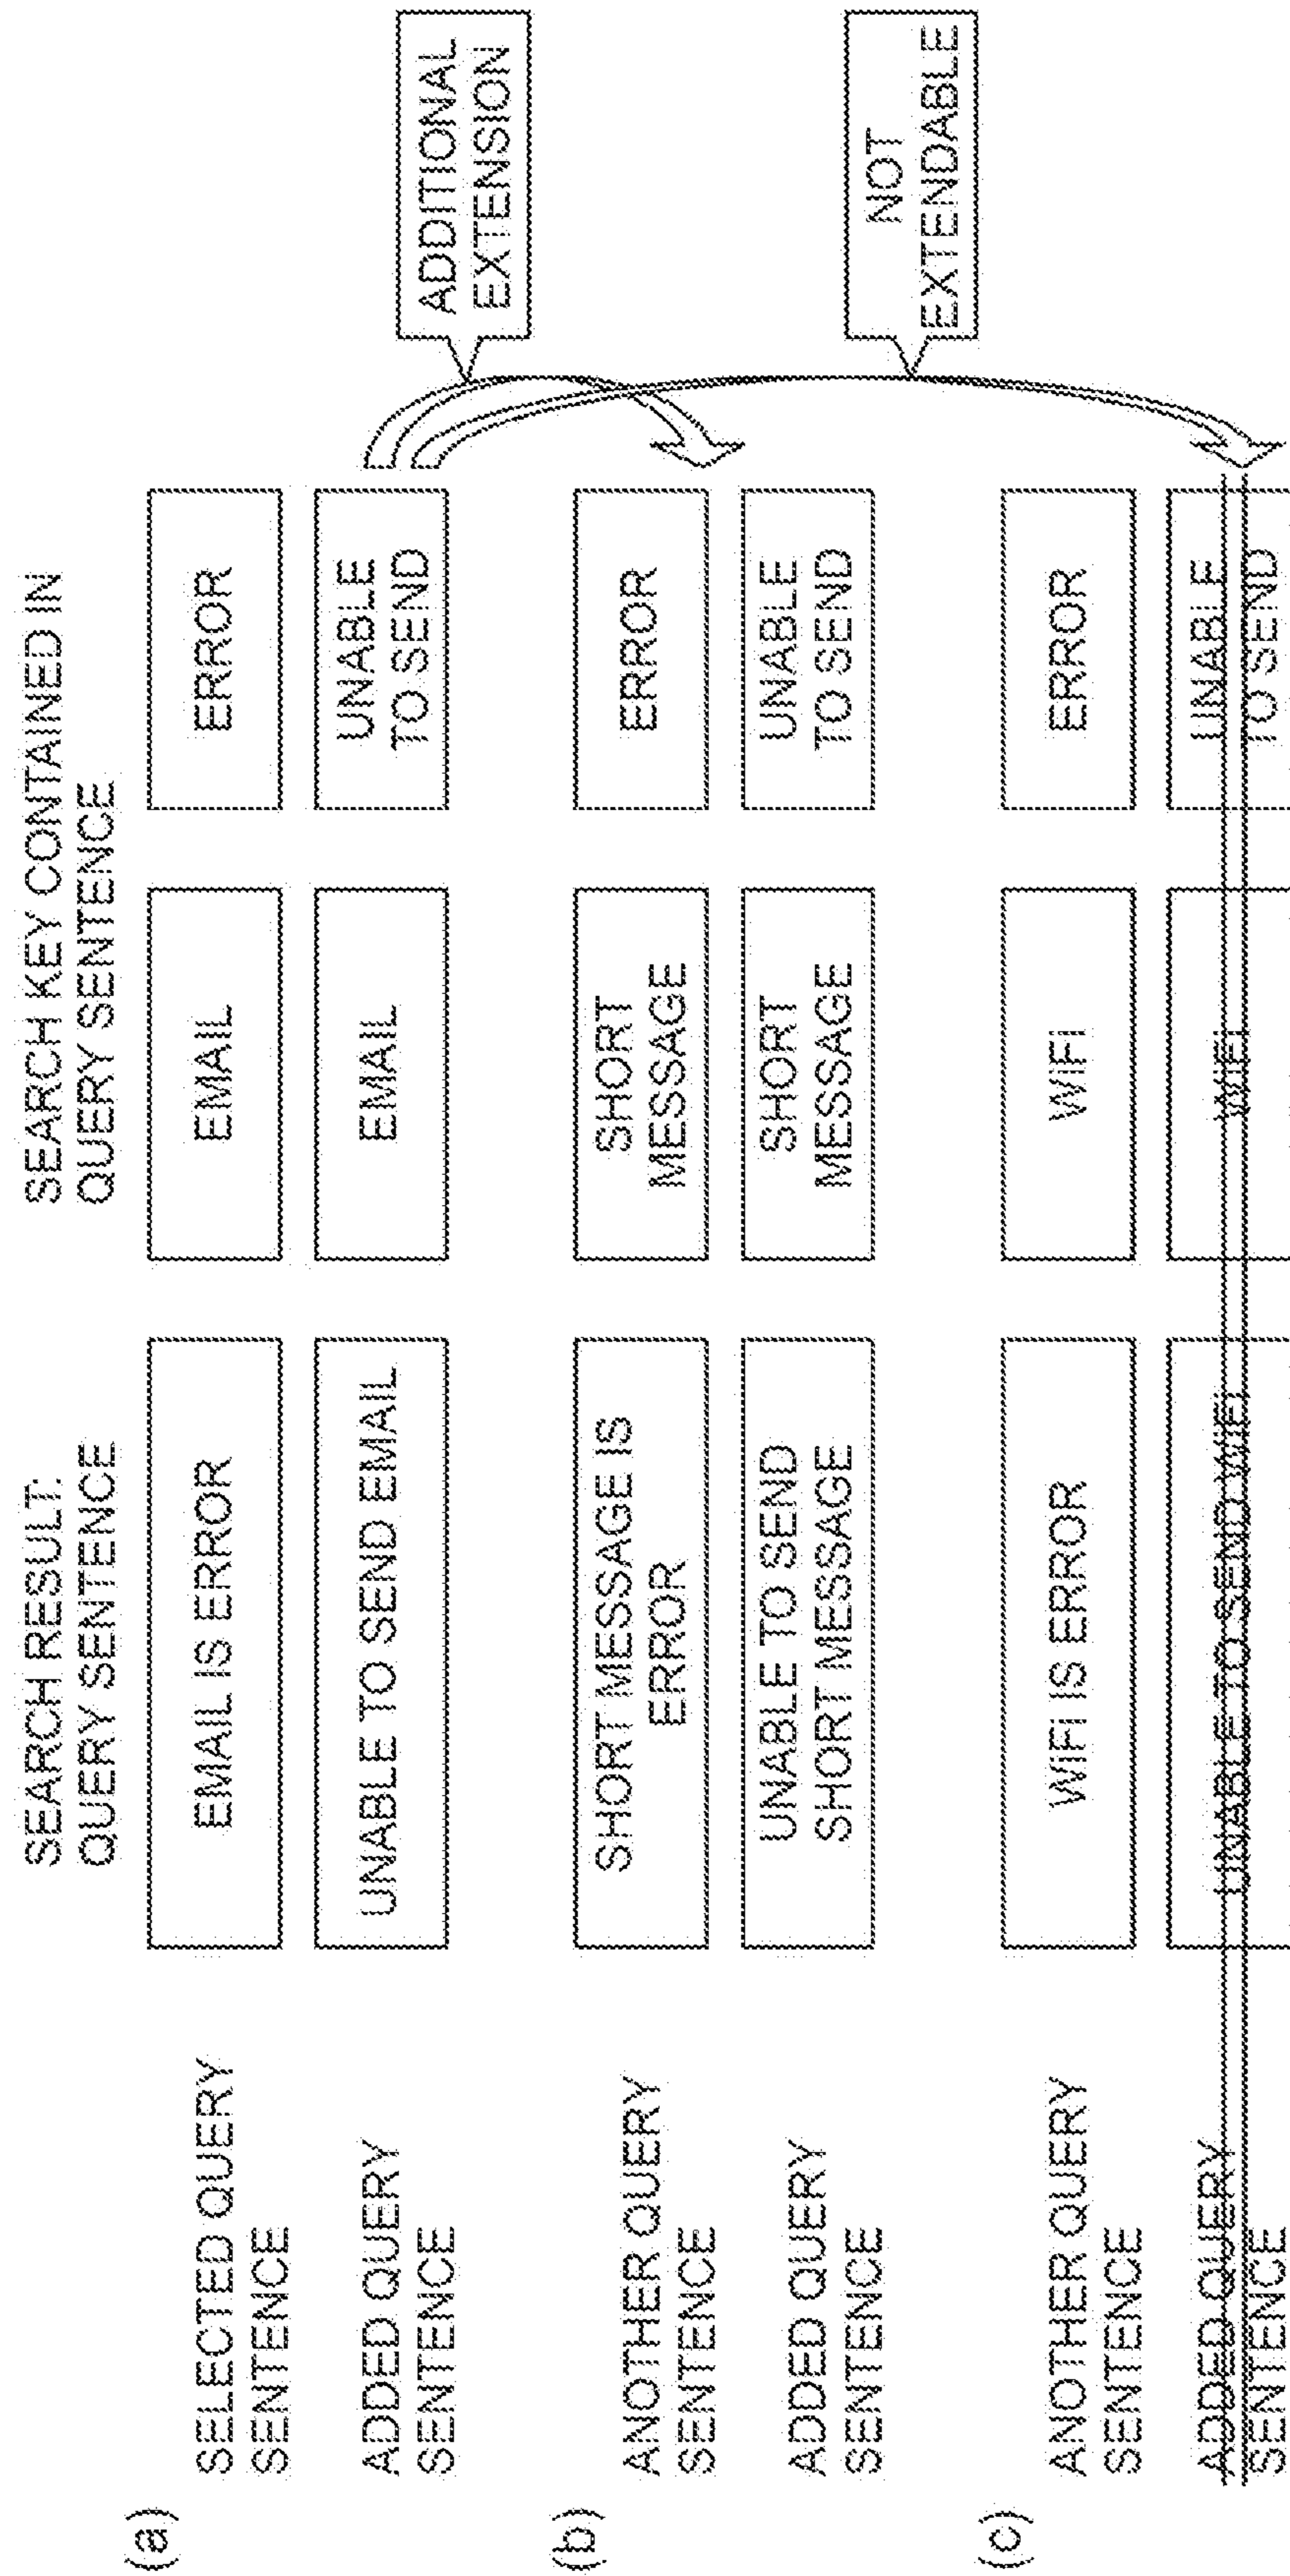 SEARCH RESULT:
QUERY SENTENCE
SEARCH KEY CONTAINED IN
QUERY SENTENCE
(a)
SELECTED QUERY
SENTENCE
EMAIL IS ERROR
EMAIL
ERROR
ADDED QUERY
SENTENCE
UNABLE TO SEND EMAIL
EMAIL
UNABLE
TO SEND
ADDITIONAL
EXTENSION
(b)
ANOTHER QUERY
SENTENCE
SHORT MESSAGE IS
ERROR
SHORT
MESSAGE
ERROR
ADDED QUERY
SENTENCE
UNABLE TO SEND
SHORT MESSAGE
SHORT
MESSAGE
UNABLE
TO SEND
NOT
EXTENDABLE
(c)
ANOTHER QUERY
SENTENCE
WIFI IS ERROR
WIFI
ERROR
ADDED QUERY
SENTENCE
UNABLE TO SEND WIFI
WIFI
UNABLE
TO SEND